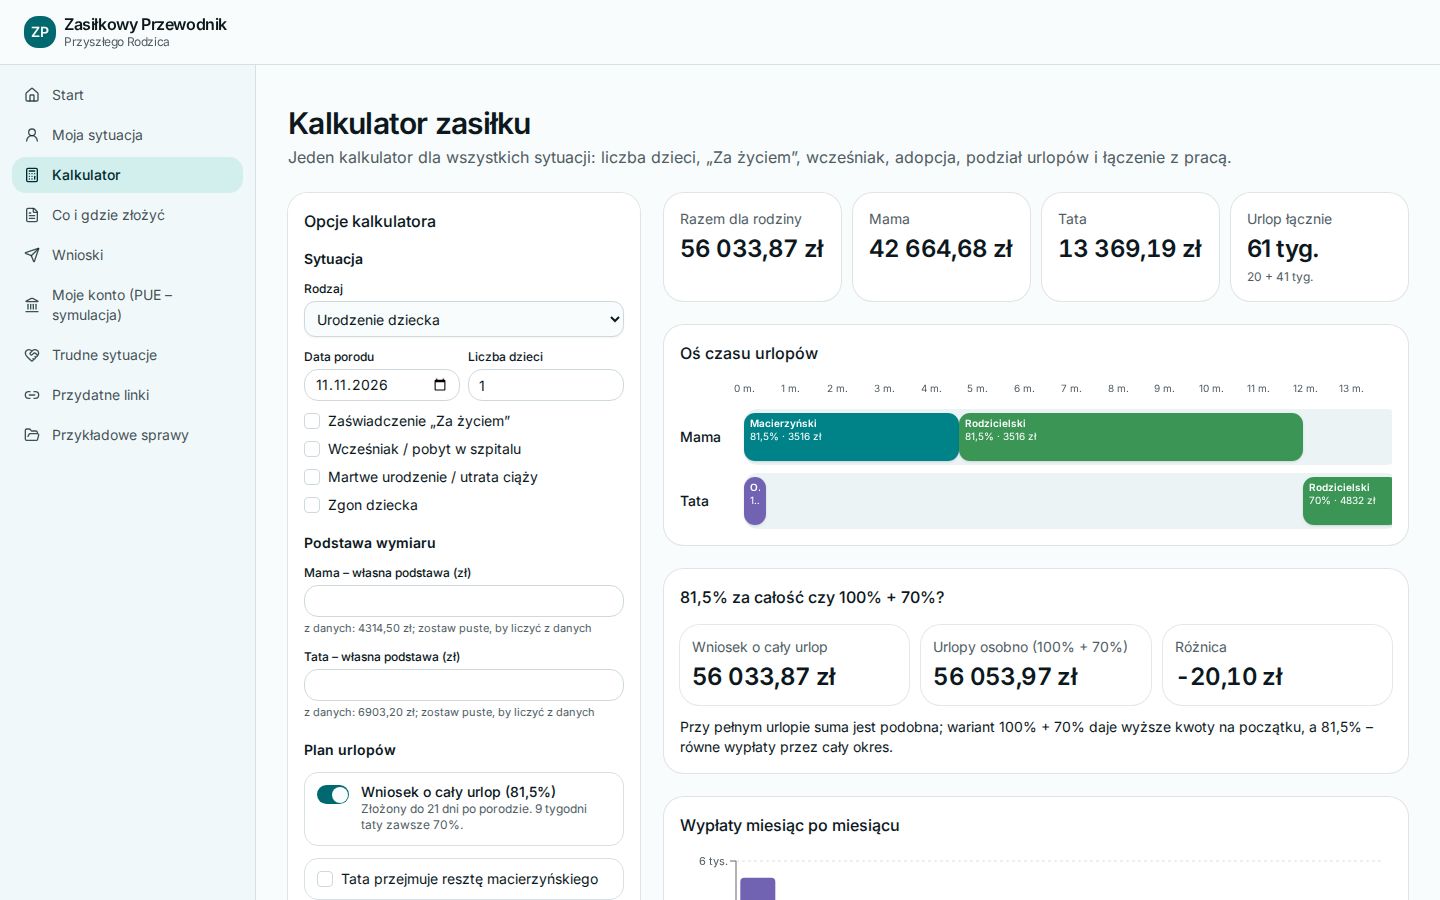 ZP
Zasiłkowy Przewodnik
Przyszłego Rodzica
Start
Moja sytuacja
Kalkulator
Co i gdzie złożyć
Wnioski
Moje konto (PUE –
symulacja)
Trudne sytuacje
Przydatne linki
Przykładowe sprawy
Kalkulator zasiłku
Jeden kalkulator dla wszystkich sytuacji: liczba dzieci, „Za życiem”, wcześniak, adopcja, podział urlopów i łączenie z pracą.
Opcje kalkulatora
Sytuacja
Rodzaj
Urodzenie dziecka
Data porodu
Liczba dzieci
11.11.2026
1
Zaświadczenie „Za życiem”
Wcześniak / pobyt w szpitalu
Martwe urodzenie / utrata ciąży
Zgon dziecka
Podstawa wymiaru
Mama – własna podstawa (zł)
z danych: 4314,50 zł; zostaw puste, by liczyć z danych
Tata – własna podstawa (zł)
z danych: 6903,20 zł; zostaw puste, by liczyć z danych
Plan urlopów
Wniosek o cały urlop (81,5%)
Złożony do 21 dni po porodzie. 9 tygodni
taty zawsze 70%.
Tata przejmuje resztę macierzyńskiego
Razem dla rodziny
56 033,87 zł
Mama
42 664,68 zł
Tata
13 369,19 zł
Urlop łącznie
61 tyg.
20 + 41 tyg.
Oś czasu urlopów
0 m. 1 m. 2 m. 3 m. 4 m. 5 m. 6 m. 7 m. 8 m. 9 m. 10 m. 11 m. 12 m. 13 m.
Mama
Macierzyński
81,5% · 3516 zł
Rodzicielski
81,5% · 3516 zł
Tata
O.
1..
Rodzicielski
70% · 4832 zł
81,5% za całość czy 100% + 70%?
Wniosek o cały urlop
56 033,87 zł
Urlopy osobno (100% + 70%)
56 053,97 zł
Różnica
-20,10 zł
Przy pełnym urlopie suma jest podobna; wariant 100% + 70% daje wyższe kwoty na początku, a 81,5% –
równe wypłaty przez cały okres.
Wypłaty miesiąc po miesiącu
6 tys.